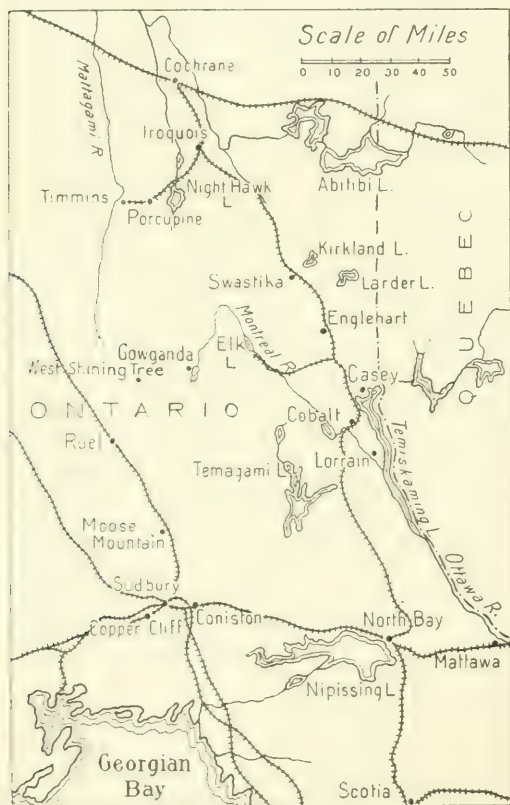 Scale of Miles
0 10 20 30 40 50
Cochrane
Mattagami R
Iroquois
Abitibi L.
Timmins
Porcupine
Night Hawk
L
QUEBEC
Kirkland L.
Larder L.
Swastika
Englehart
Montreal R.
Elk
L
Gowganda
West Shining Tree
Casey
ONTARIO
Cobalt
Ruel
Lorrain
Temagami L
Temiskaming L
Moose
Mountain
Ottawa R.
Sudbury
Coniston
Copper Cliff
North Bay
Mattawa
Nipissing L
Georgian
Bay
Scotia